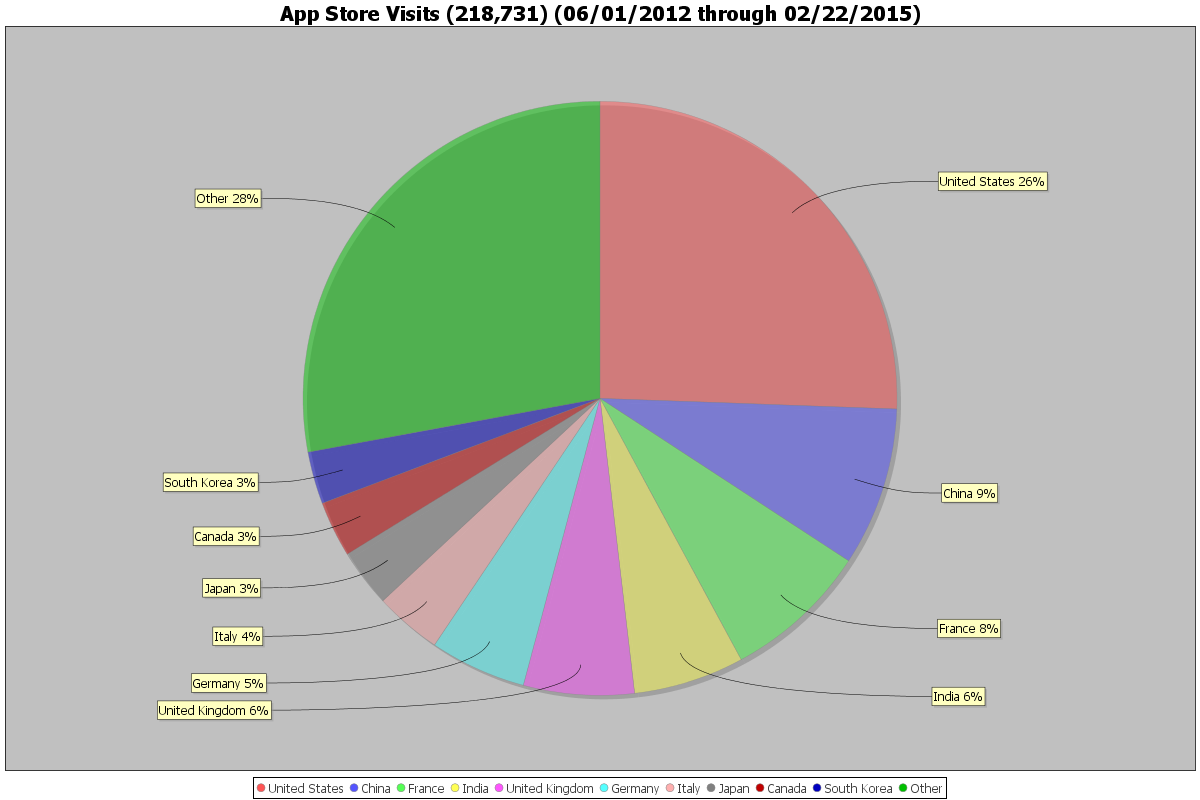 App Store Visits (218,731) (06/01/2012 through 02/22/2015)
United States 26%
Other 28%
South Korea 3%
China 9%
Canada 3%
Japan 3%
France 8%
Italy 4%
Germany 5%
India 6%
United Kingdom 6%
United States China France India United Kingdom Germany Italy Japan Canada South Korea Other